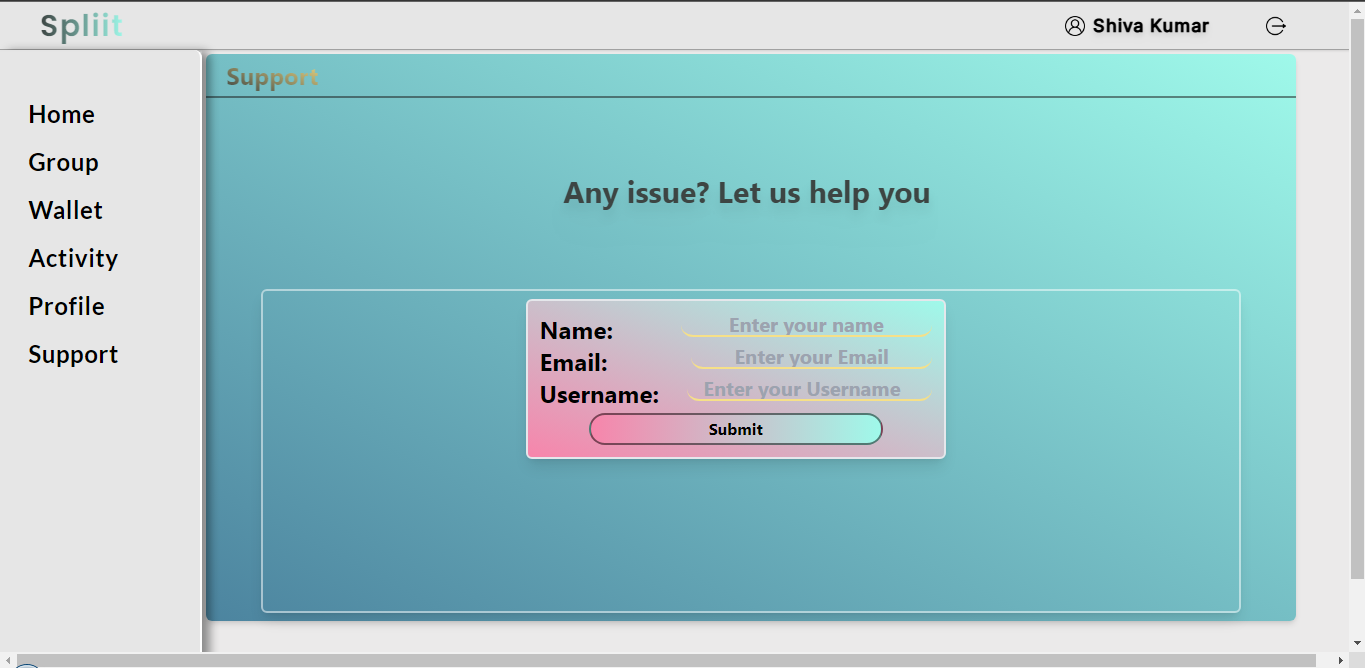 Spliit
Shiva Kumar
Home
Group
Wallet
Activity
Profile
Support
Support
Any issue? Let us help you
Name: Enter your name
Email: Enter your Email
Username: Enter your Username
Submit